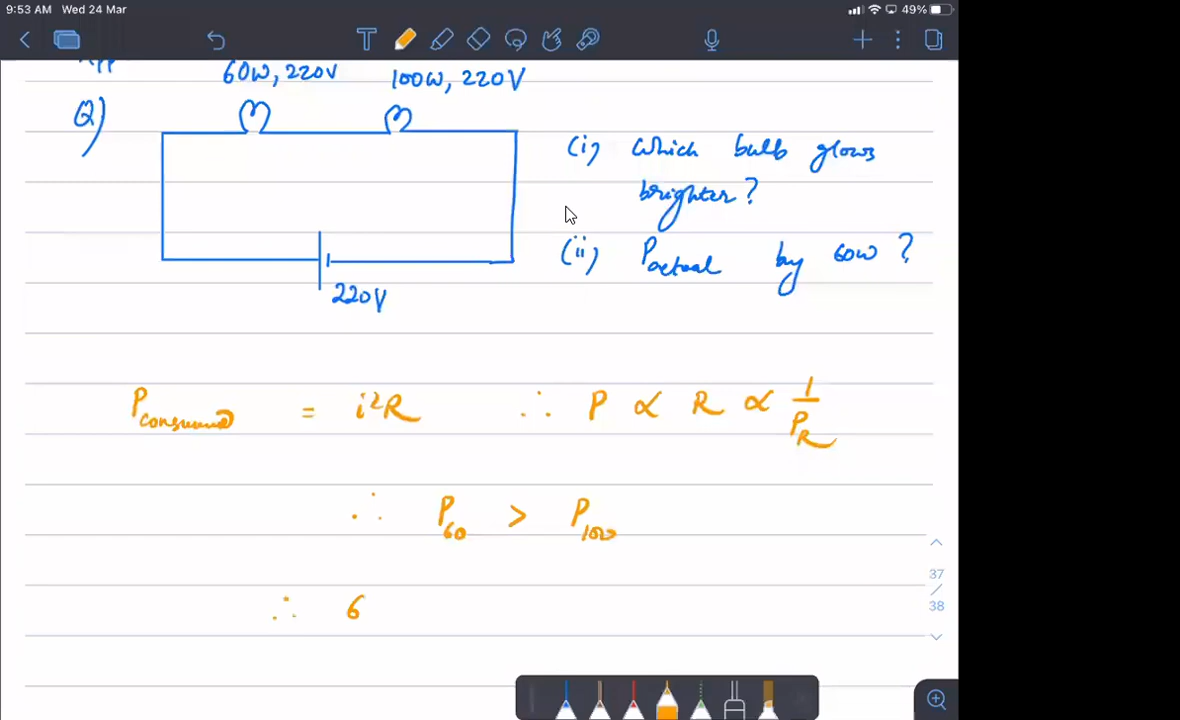 9:53 AM Wed 24 Mar
49%
T
60W, 220V 100W, 220V
Q)
(i) Which bulb glows
brighter?
(ii) Pactual by 60W ?
220V
Pconsumed = i²R ∴ P ∝ R ∝ 1/PR
∴ P60 > P100
∴ 6
37
/
38